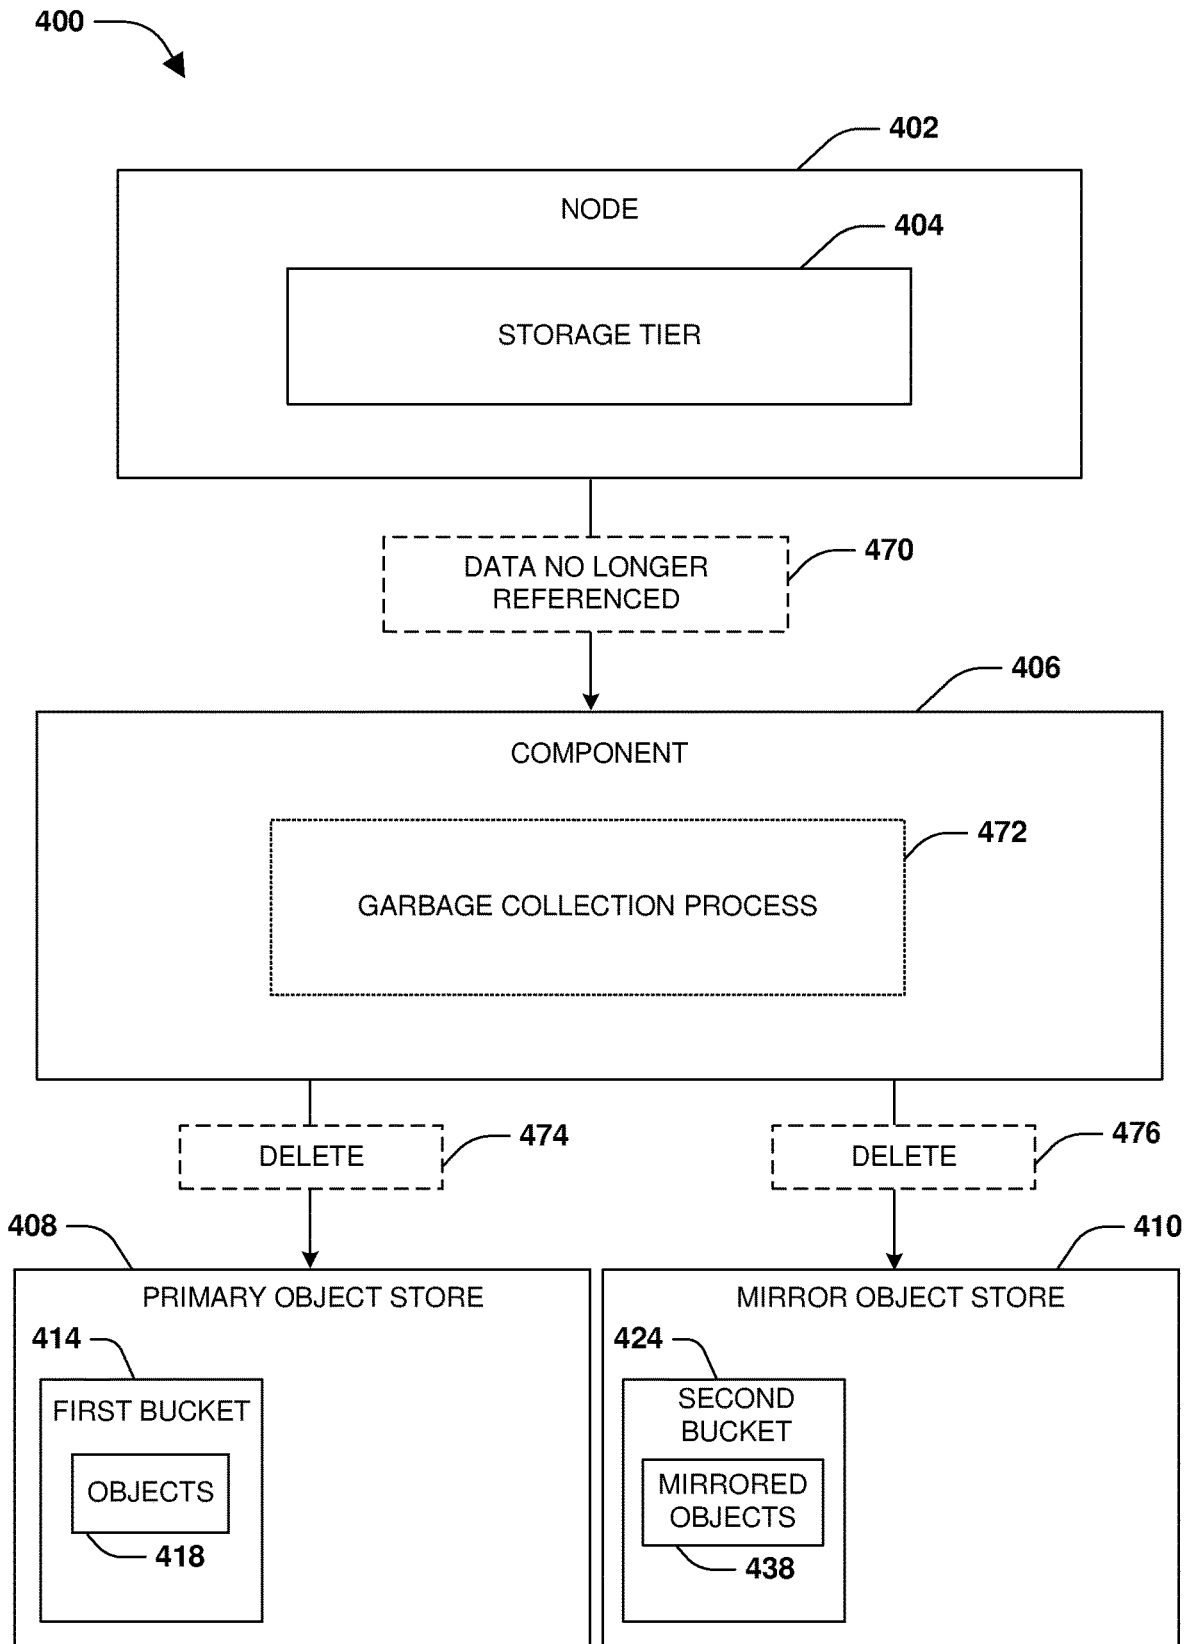 400
402
NODE
404
STORAGE TIER
DATA NO LONGER
REFERENCED
470
406
COMPONENT
472
GARBAGE COLLECTION PROCESS
DELETE
474
DELETE
476
408
410
PRIMARY OBJECT STORE
MIRROR OBJECT STORE
414
FIRST BUCKET
OBJECTS
418
424
SECOND
BUCKET
MIRRORED
OBJECTS
438